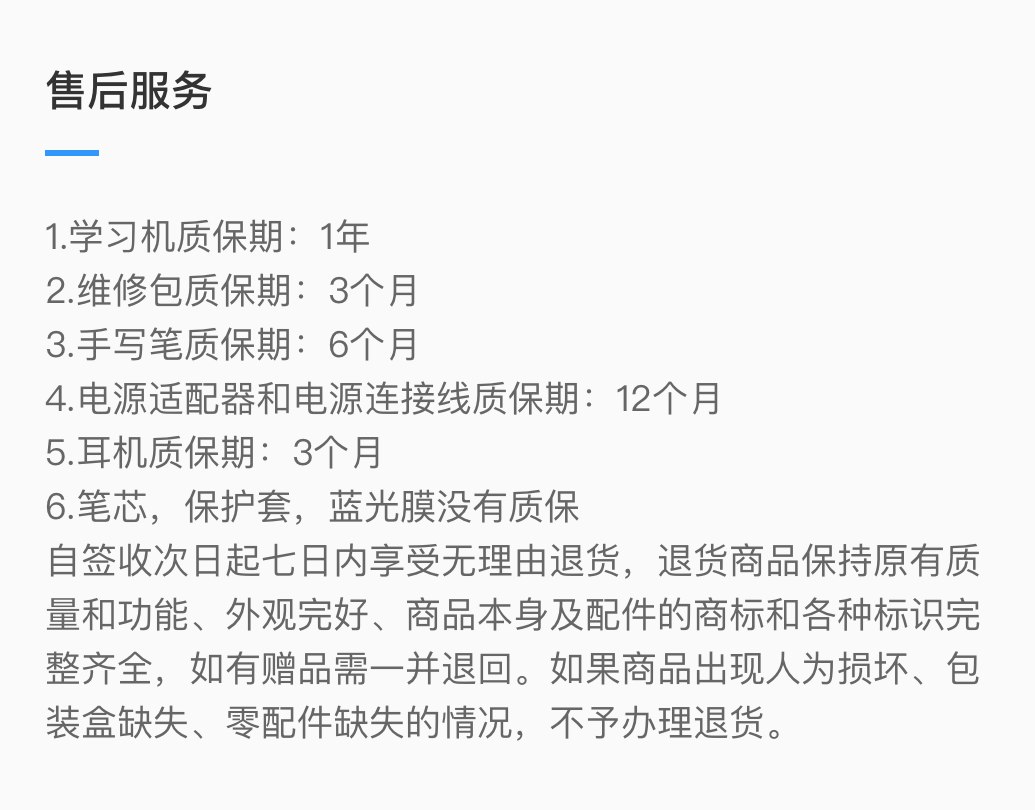 售后服务
1.学习机质保期：1年
2.维修包质保期：3个月
3.手写笔质保期：6个月
4.电源适配器和电源连接线质保期：12个月
5.耳机质保期：3个月
6.笔芯，保护套，蓝光膜没有质保
自签收次日起七日内享受无理由退货，退货商品保持原有质
量和功能、外观完好、商品本身及配件的商标和各种标识完
整齐全，如有赠品需一并退回。如果商品出现人为损坏、包
装盒缺失、零配件缺失的情况，不予办理退货。